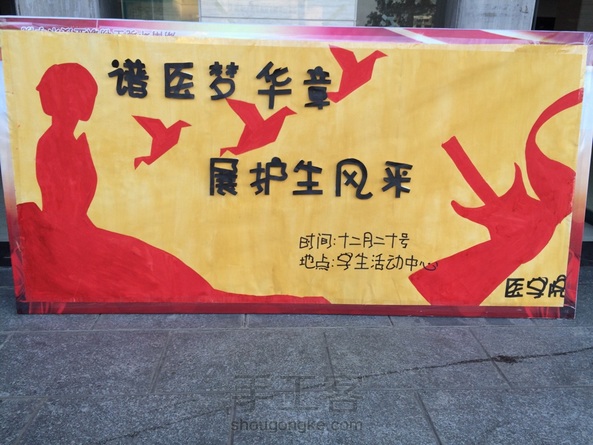 谱医梦华章
展护生风采
时间:十二月二十号
地点:学生活动中心
医学院
手工客
shougongke.com